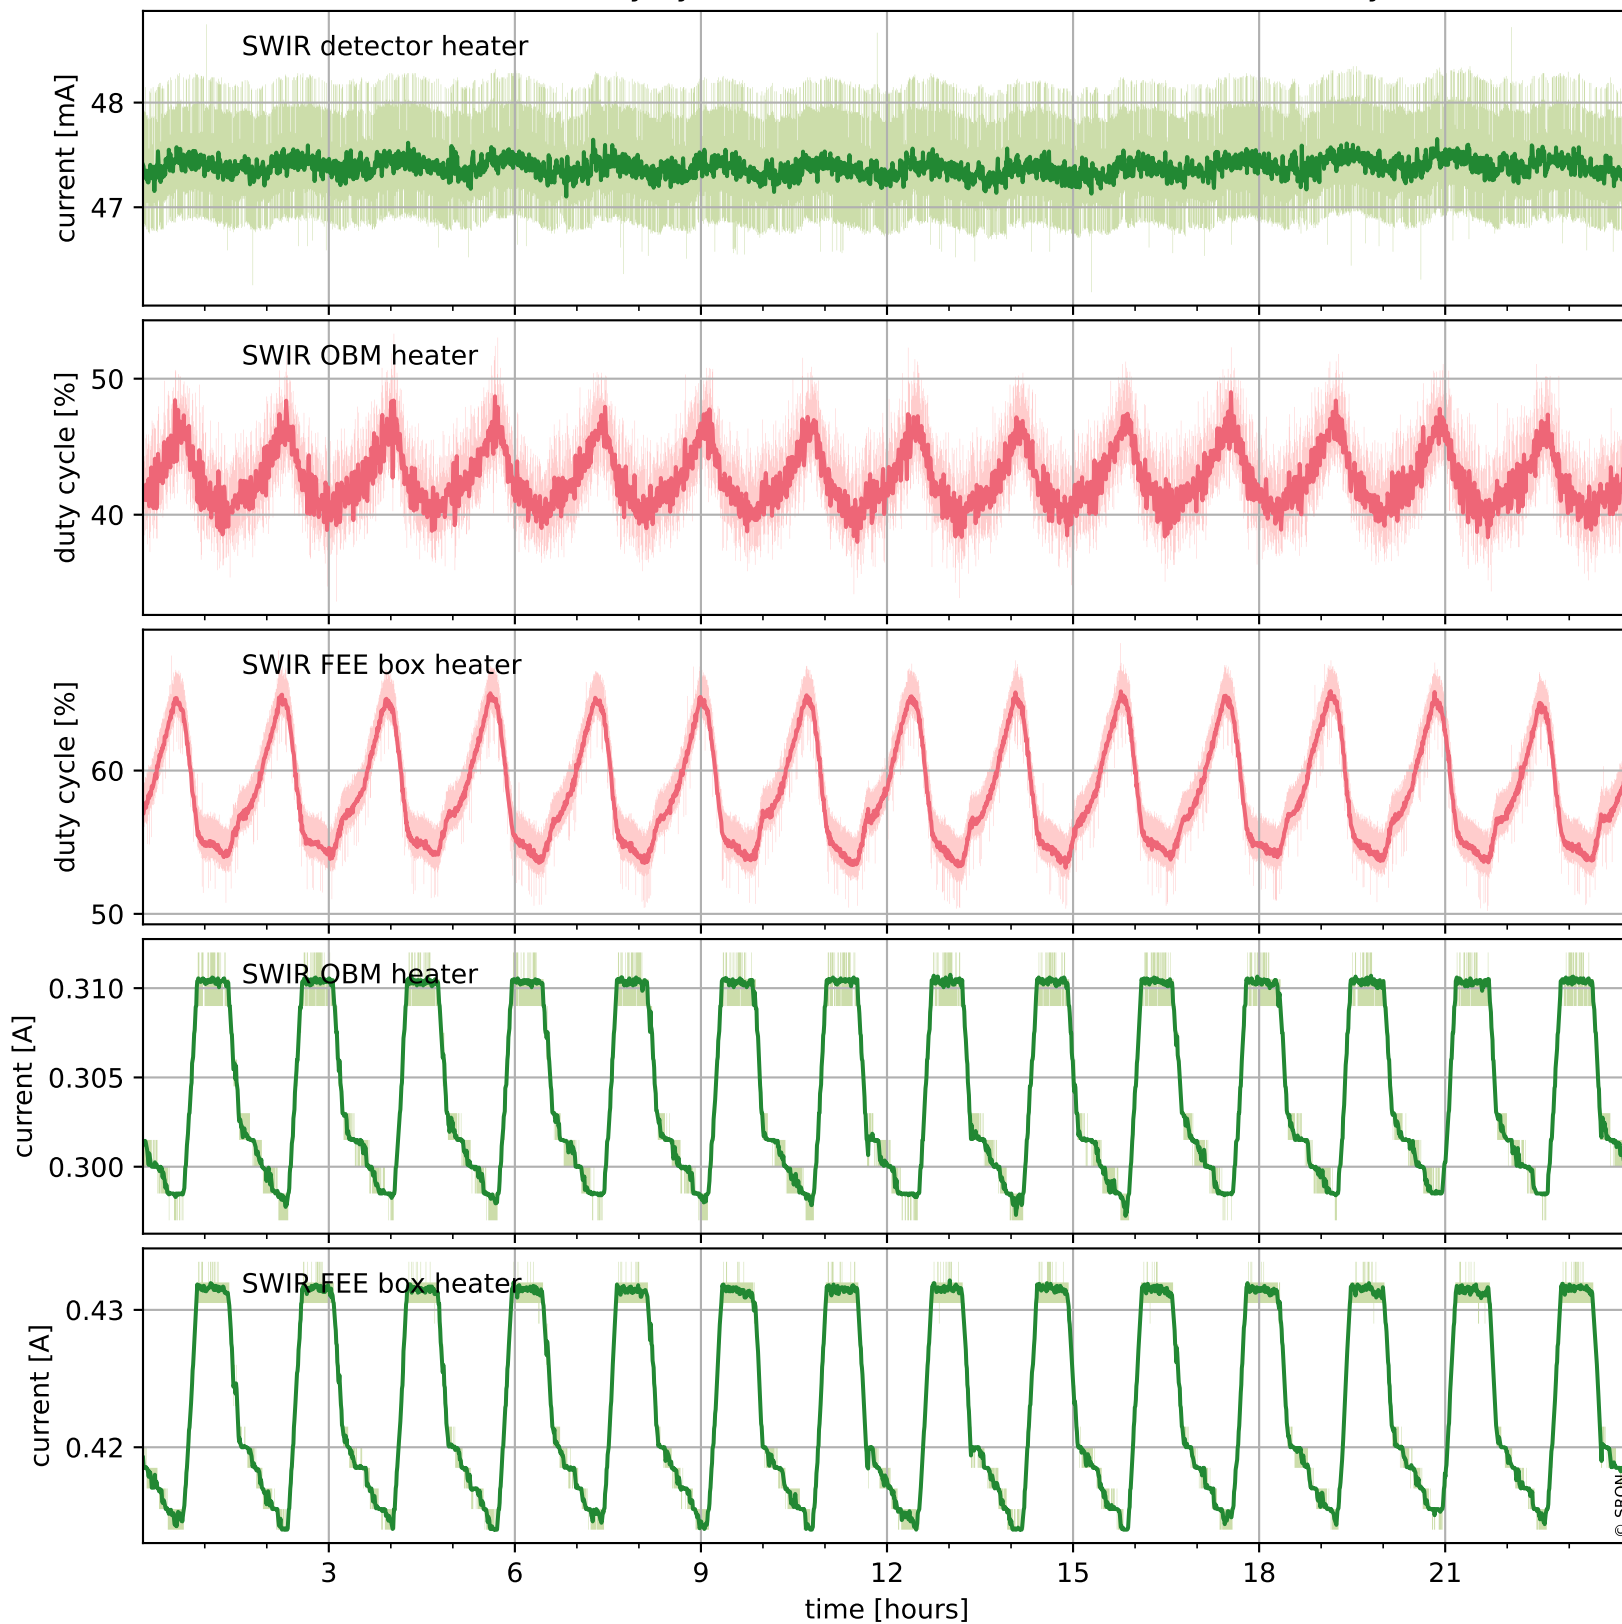 SWIR detector heater
current [mA]
48
47
SWIR OBM heater
duty cycle [%]
50
40
SWIR FEE box heater
duty cycle [%]
60
50
SWIR OBM heater
current [A]
0.310
0.305
0.300
SWIR FEE box heater
current [A]
0.43
0.42
3 6 9 12 15 18 21
time [hours]
© SRON